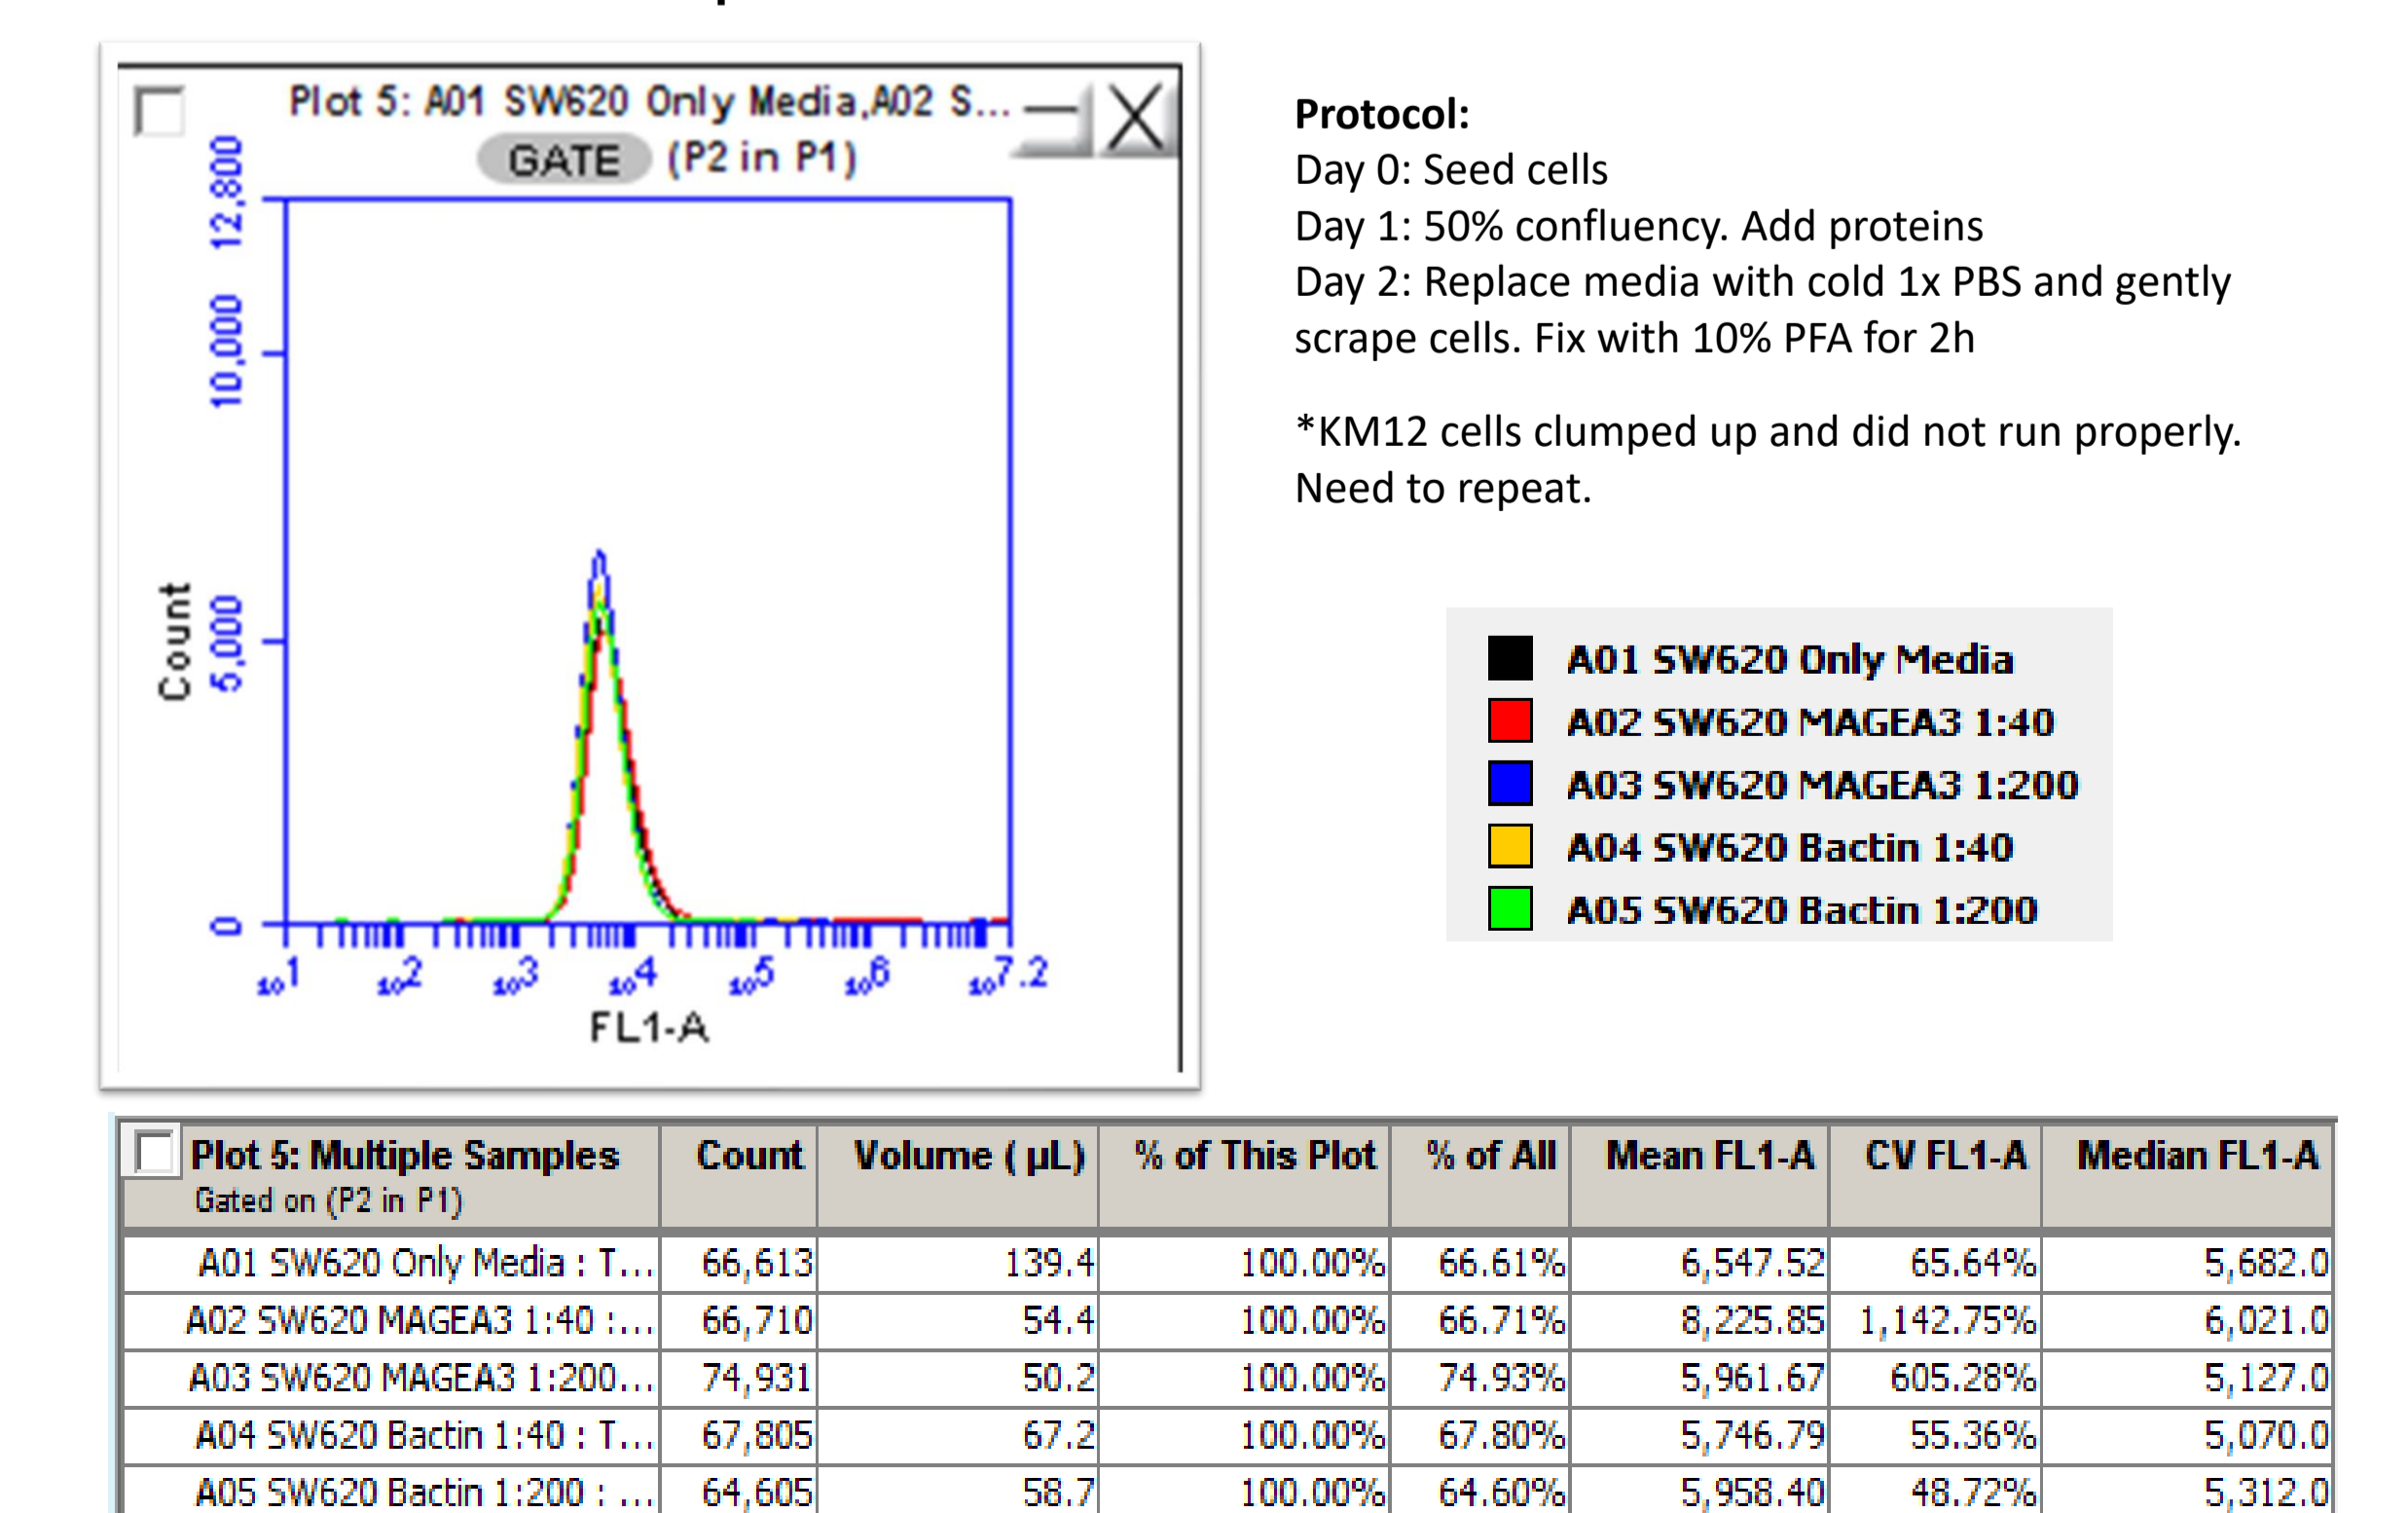 Plot 5: A01 SW620 Only Media,A02 S...
GATE (P2 in P1)
12,800
10,000
5,000
0
Count
10^1 10^2 10^3 10^4 10^5 10^6 10^7.2
FL1-A
Protocol:
Day 0: Seed cells
Day 1: 50% confluency. Add proteins
Day 2: Replace media with cold 1x PBS and gently
scrape cells. Fix with 10% PFA for 2h
*KM12 cells clumped up and did not run properly.
Need to repeat.
A01 SW620 Only Media
A02 SW620 MAGEA3 1:40
A03 SW620 MAGEA3 1:200
A04 SW620 Bactin 1:40
A05 SW620 Bactin 1:200
Plot 5: Multiple Samples Count Volume ( µL) % of This Plot % of All Mean FL1-A CV FL1-A Median FL1-A
Gated on (P2 in P1)
A01 SW620 Only Media : T... 66,613 139.4 100.00% 66.61% 6,547.52 65.64% 5,682.0
A02 SW620 MAGEA3 1:40 :... 66,710 54.4 100.00% 66.71% 8,225.85 1,142.75% 6,021.0
A03 SW620 MAGEA3 1:200... 74,931 50.2 100.00% 74.93% 5,961.67 605.28% 5,127.0
A04 SW620 Bactin 1:40 : T... 67,805 67.2 100.00% 67.80% 5,746.79 55.36% 5,070.0
A05 SW620 Bactin 1:200 : ... 64,605 58.7 100.00% 64.60% 5,958.40 48.72% 5,312.0